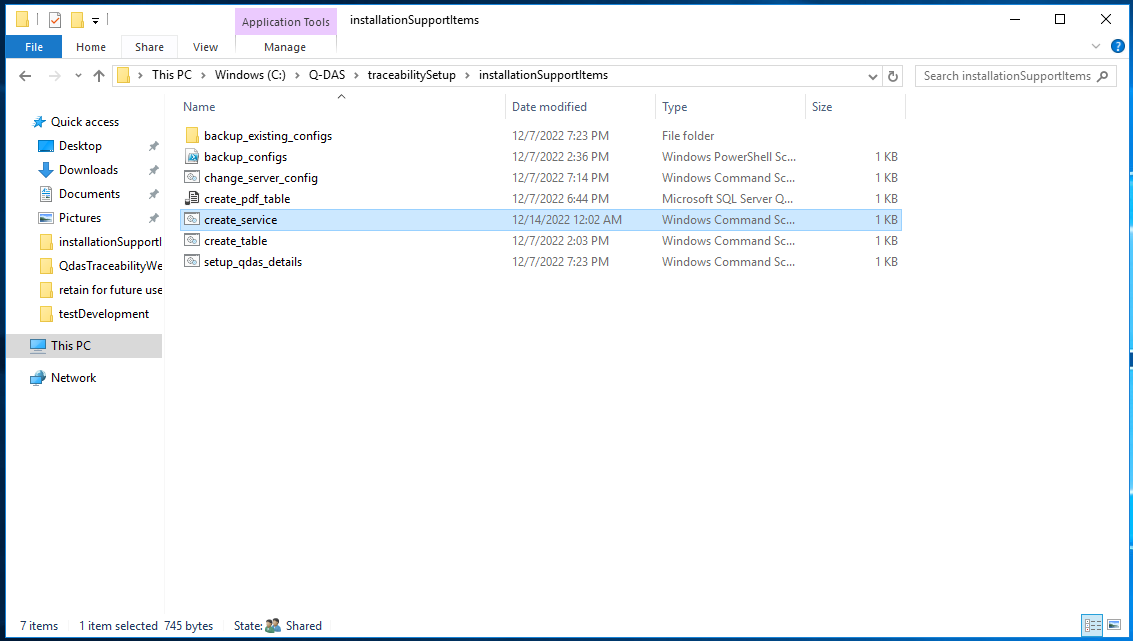 Application Tools installationSupportItems
File Home Share View Manage
This PC Windows (C:) Q-DAS traceabilitySetup installationSupportItems Search installationSupportItems
Name Date modified Type Size
Quick access
Desktop
Downloads
Documents
Pictures
installationSupportI
QdasTraceabilityWe
retain for future use
testDevelopment
This PC
Network
backup_existing_configs 12/7/2022 7:23 PM File folder
backup_configs 12/7/2022 2:36 PM Windows PowerShell Sc... 1 KB
change_server_config 12/7/2022 7:14 PM Windows Command Sc... 1 KB
create_pdf_table 12/7/2022 6:44 PM Microsoft SQL Server Q... 1 KB
create_service 12/14/2022 12:02 AM Windows Command Sc... 1 KB
create_table 12/7/2022 2:03 PM Windows Command Sc... 1 KB
setup_qdas_details 12/7/2022 7:23 PM Windows Command Sc... 1 KB
7 items 1 item selected 745 bytes State: Shared